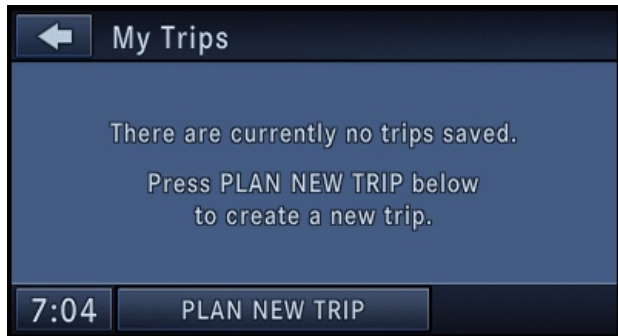 My Trips
There are currently no trips saved.
Press PLAN NEW TRIP below
to create a new trip.
7:04 PLAN NEW TRIP